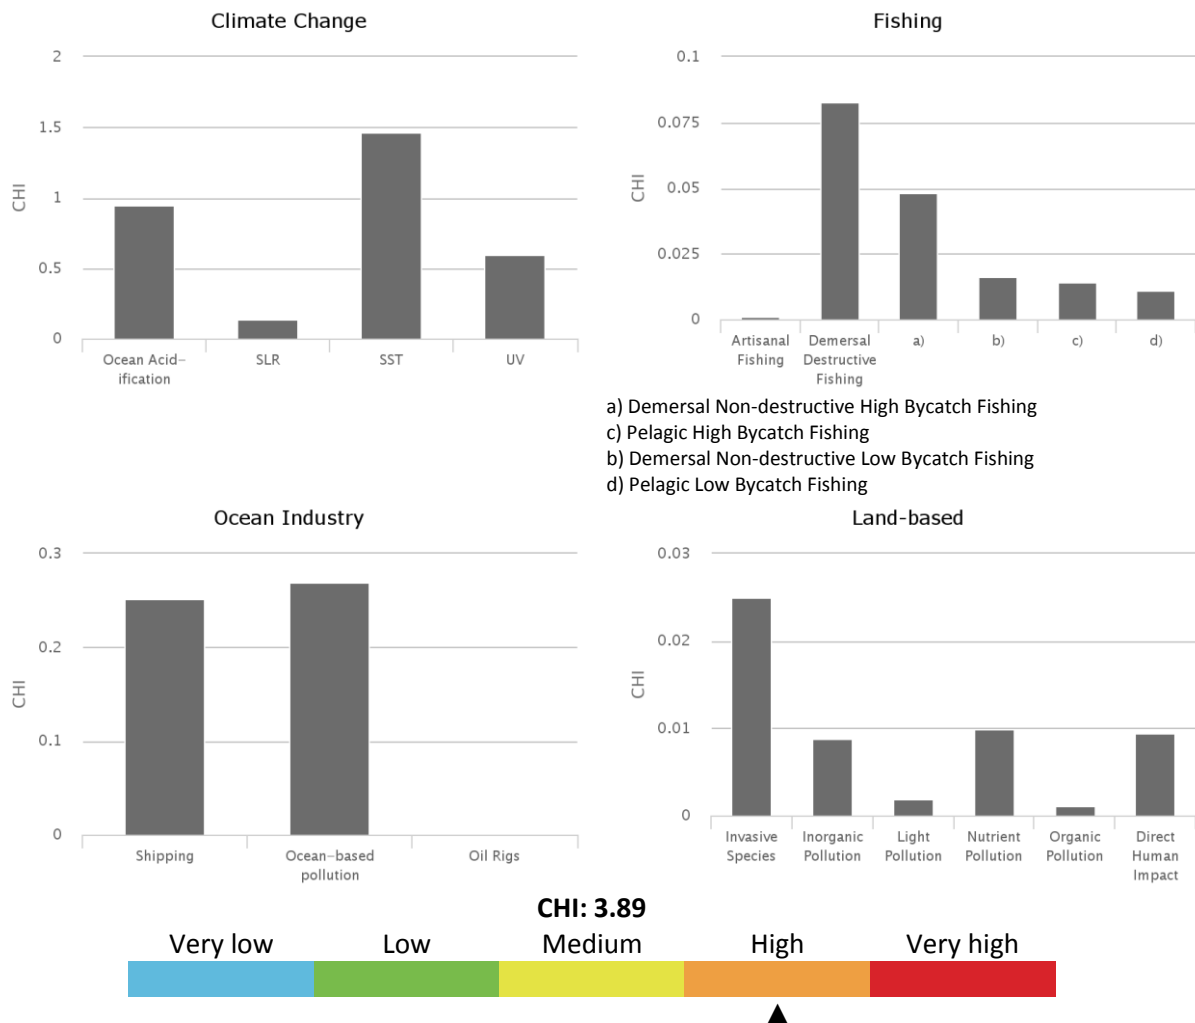 Climate Change
2
1.5
1
0.5
0
CHI
Ocean Acid–
ification
SLR
SST
UV
Fishing
0.1
0.075
0.05
0.025
0
CHI
Artisanal
Fishing
Demersal
Destructive
Fishing
a)
b)
c)
d)
a) Demersal Non-destructive High Bycatch Fishing
c) Pelagic High Bycatch Fishing
b) Demersal Non-destructive Low Bycatch Fishing
d) Pelagic Low Bycatch Fishing
Ocean Industry
0.3
0.2
0.1
0
CHI
Shipping
Ocean–based
pollution
Oil Rigs
Land-based
0.03
0.02
0.01
0
CHI
Invasive
Species
Inorganic
Pollution
Light
Pollution
Nutrient
Pollution
Organic
Pollution
Direct
Human
Impact
CHI: 3.89
Very low Low Medium High Very high